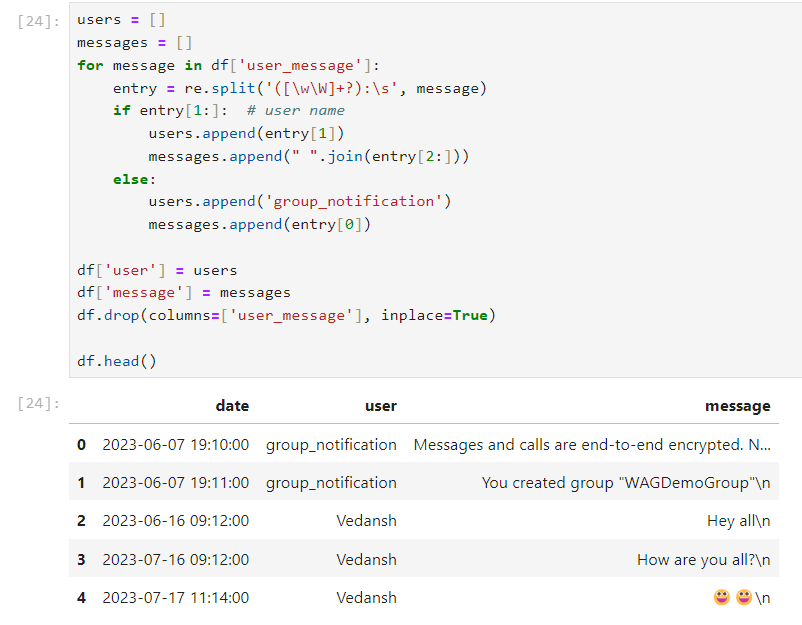 [24]: users = []
messages = []
for message in df['user_message']:
    entry = re.split('([\w\W]+?):\s', message)
    if entry[1:]:  # user name
        users.append(entry[1])
        messages.append(" ".join(entry[2:]))
    else:
        users.append('group_notification')
        messages.append(entry[0])
df['user'] = users
df['message'] = messages
df.drop(columns=['user_message'], inplace=True)
df.head()
[24]:
date user message
0 2023-06-07 19:10:00 group_notification Messages and calls are end-to-end encrypted. N...
1 2023-06-07 19:11:00 group_notification You created group "WAGDemoGroup"\n
2 2023-06-16 09:12:00 Vedansh Hey all\n
3 2023-07-16 09:12:00 Vedansh How are you all?\n
4 2023-07-17 11:14:00 Vedansh 😀 😀 \n